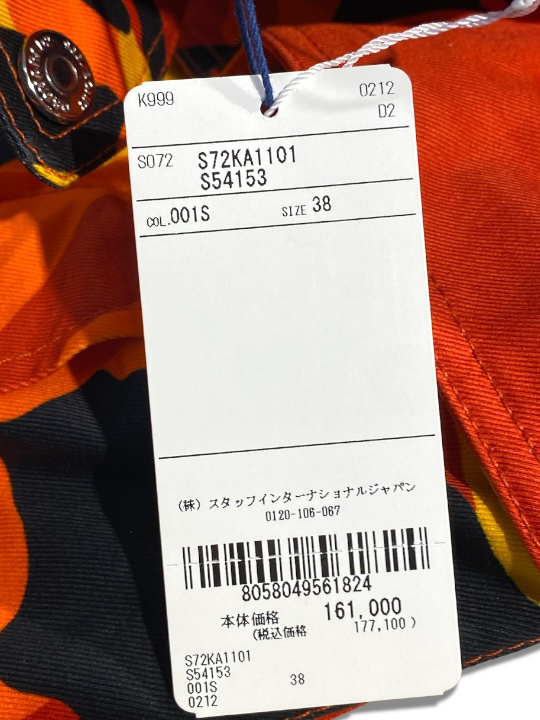 K999 0212
D2
S072 S72KA1101
S54153
COL.001S SIZE 38
(株) スタッフインターナショナルジャパン
0120-106-067
8058049561824
本体価格 161,000
(税込価格 177,100)
S72KA1101
S54153
001S 38
0212